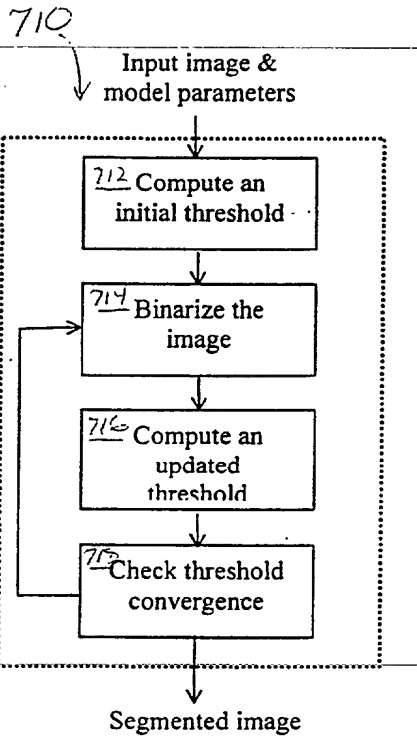 710
Input image &
model parameters
712 Compute an
initial threshold
714 Binarize the
image
716 Compute an
updated
threshold
718 Check threshold
convergence
Segmented image